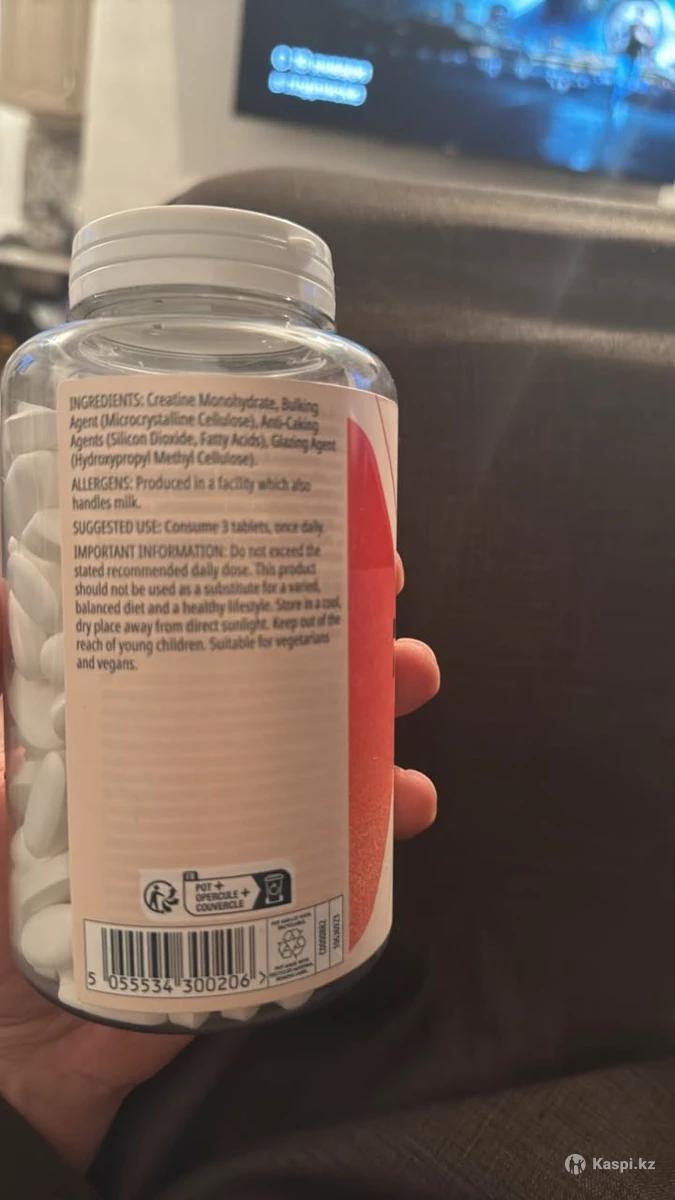 INGREDIENTS: Creatine Monohydrate, Bulking
Agent (Microcrystalline Cellulose), Anti-Caking
Agents (Silicon Dioxide, Fatty Acids), Glazing Agent
(Hydroxypropyl Methyl Cellulose).
ALLERGENS: Produced in a facility which also
handles milk.
SUGGESTED USE: Consume 3 tablets, once daily.
IMPORTANT INFORMATION: Do not exceed the
stated recommended daily dose. This product
should not be used as a substitute for a varied,
balanced diet and a healthy lifestyle. Store in a cool,
dry place away from direct sunlight. Keep out of the
reach of young children. Suitable for vegetarians
and vegans.
FR
POT +
OPERCULE +
COUVERCLE
5 055534 300206 >
Kaspi.kz